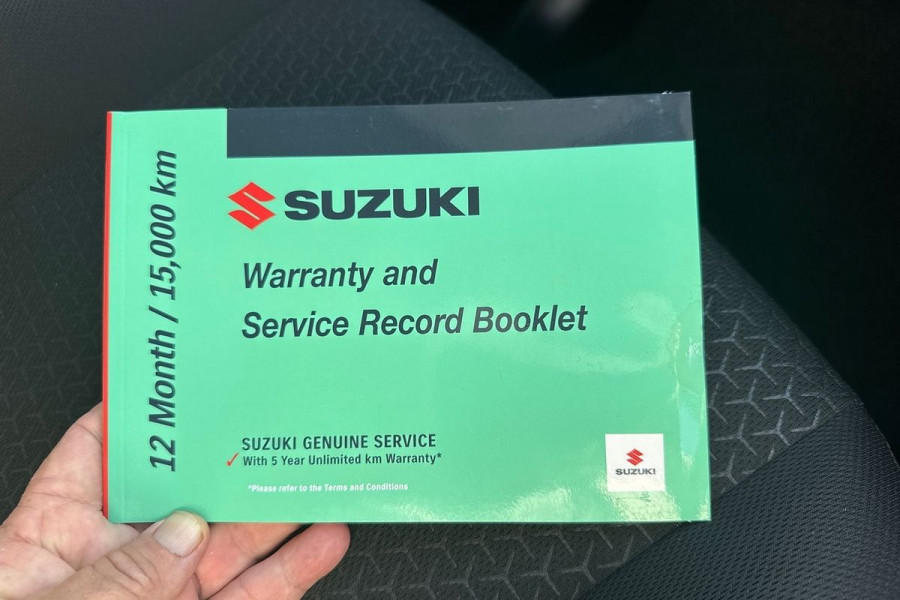 12 Month / 15,000 km
SUZUKI
Warranty and
Service Record Booklet
SUZUKI GENUINE SERVICE
With 5 Year Unlimited km Warranty*
*Please refer to the Terms and Conditions
SUZUKI